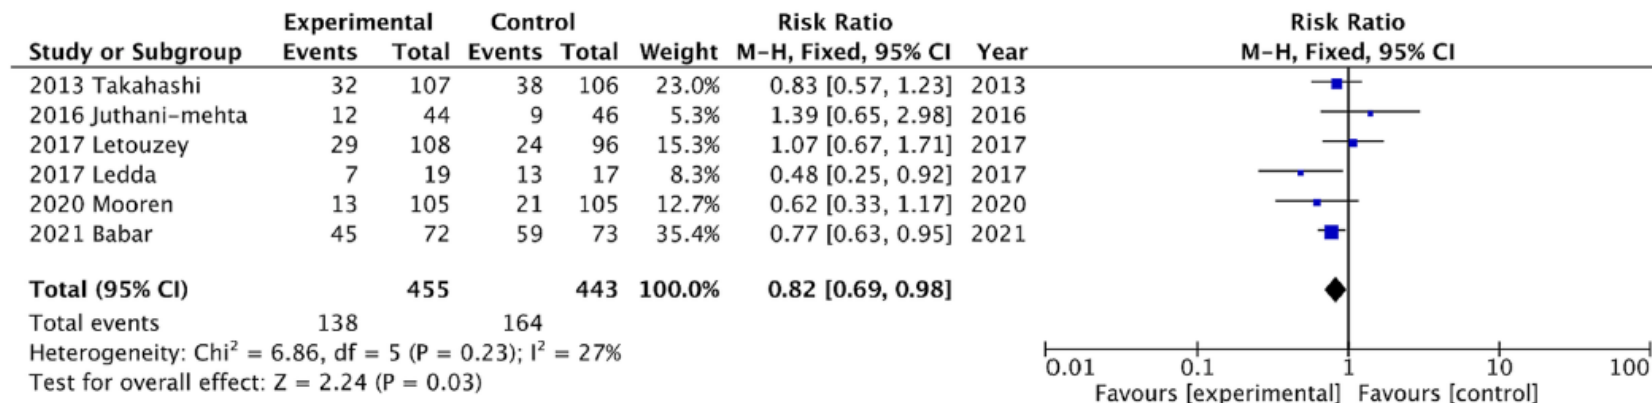 Experimental Control Risk Ratio Risk Ratio
Study or Subgroup Events Total Events Total Weight M-H, Fixed, 95% CI Year M-H, Fixed, 95% CI
2013 Takahashi 32 107 38 106 23.0% 0.83 [0.57, 1.23] 2013
2016 Juthani-mehta 12 44 9 46 5.3% 1.39 [0.65, 2.98] 2016
2017 Letouzey 29 108 24 96 15.3% 1.07 [0.67, 1.71] 2017
2017 Ledda 7 19 13 17 8.3% 0.48 [0.25, 0.92] 2017
2020 Mooren 13 105 21 105 12.7% 0.62 [0.33, 1.17] 2020
2021 Babar 45 72 59 73 35.4% 0.77 [0.63, 0.95] 2021
Total (95% CI) 455 443 100.0% 0.82 [0.69, 0.98]
Total events 138 164
Heterogeneity: Chi² = 6.86, df = 5 (P = 0.23); I² = 27%
Test for overall effect: Z = 2.24 (P = 0.03)
0.01 0.1 1 10 100
Favours [experimental] Favours [control]